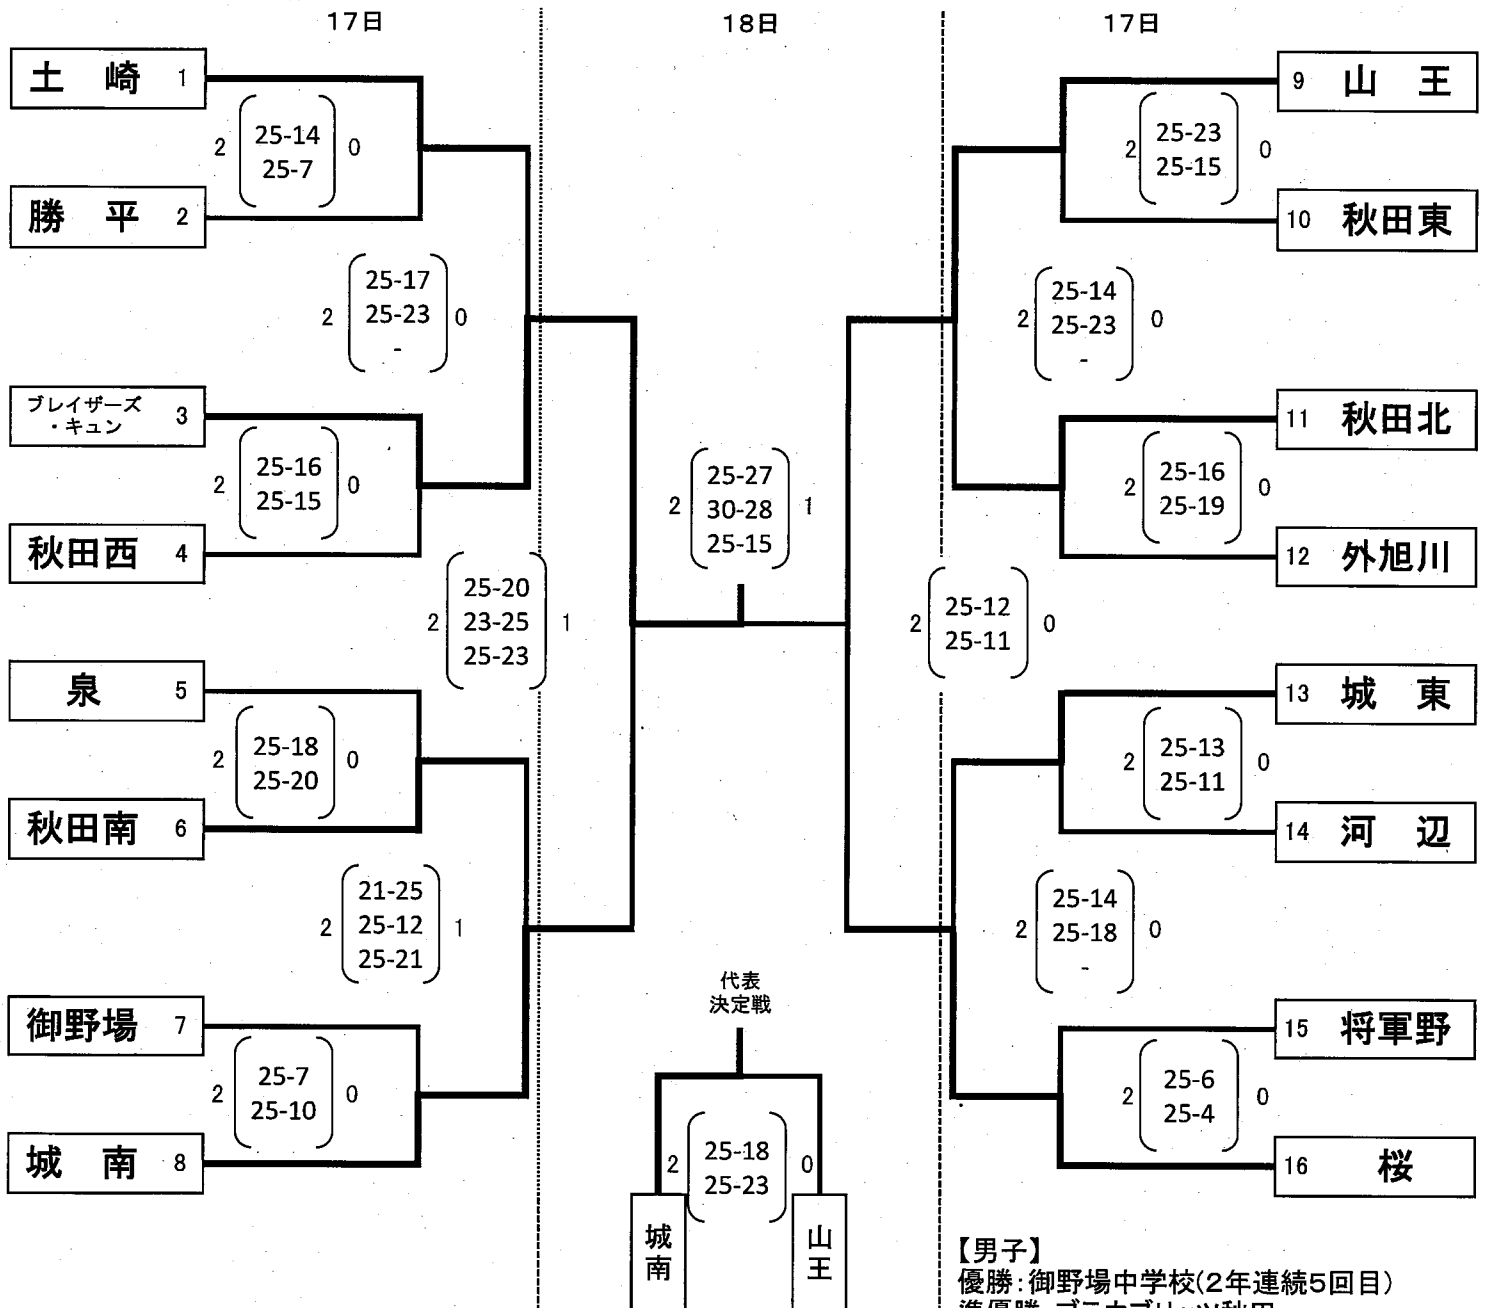 17日
18日
17日
土 崎 1
2 25-14 0
25-7
勝 平 2
25-17
2 25-23 0
-
ブレイザーズ
・キュン 3
2 25-16 0
25-15
秋田西 4
25-20
2 23-25 1
25-23
泉 5
2 25-18 0
25-20
秋田南 6
21-25
2 25-12 1
25-21
御野場 7
2 25-7 0
25-10
城 南 8
25-27
2 30-28 1
25-15
代表
決定戦
2 25-18 0
25-23
城南
山王
9 山 王
2 25-23 0
25-15
10 秋田東
25-14
2 25-23 0
-
11 秋田北
2 25-16 0
25-19
12 外旭川
2 25-12 0
25-11
13 城 東
2 25-13 0
25-11
14 河 辺
25-14
2 25-18 0
-
15 将軍野
2 25-6 0
25-4
16 桜
【男子】
優勝:御野場中学校(2年連続5回目)